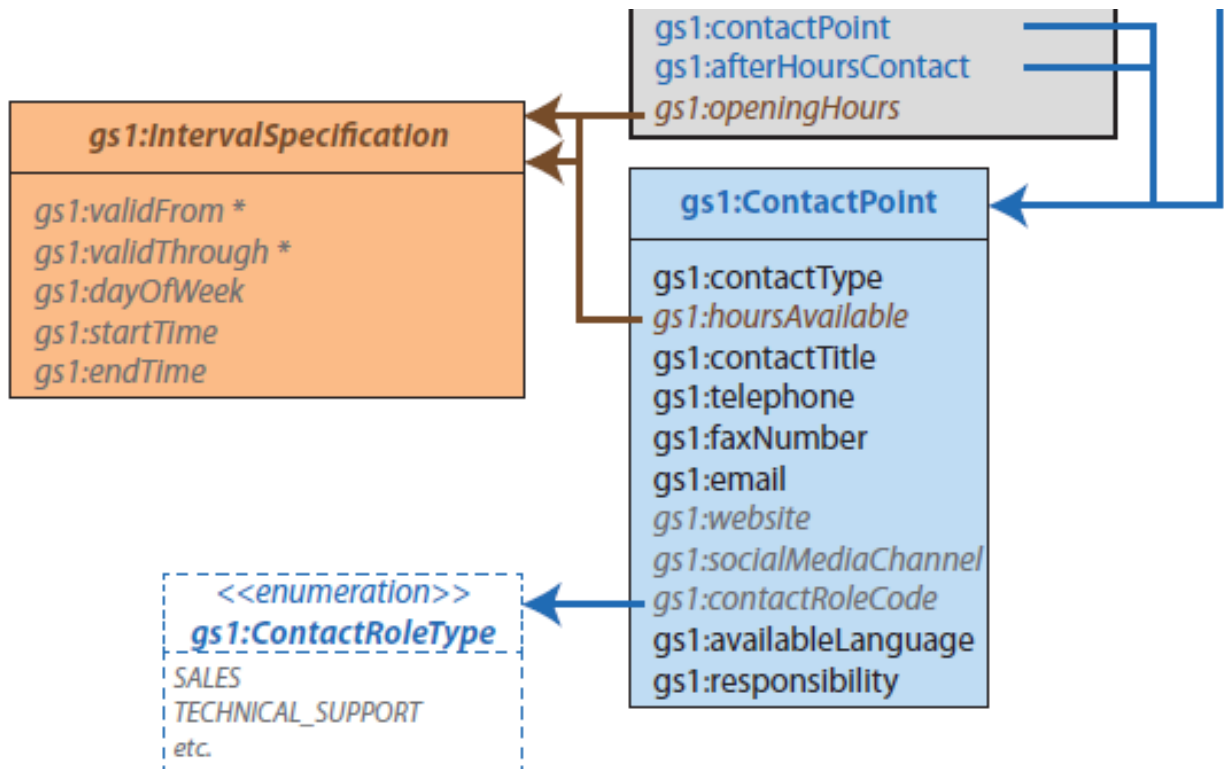 gs1:contactPoint
gs1:afterHoursContact
gs1:openingHours
gs1:IntervalSpecification
gs1:validFrom *
gs1:validThrough *
gs1:dayOfWeek
gs1:startTime
gs1:endTime
gs1:ContactPoint
gs1:contactType
gs1:hoursAvailable
gs1:contactTitle
gs1:telephone
gs1:faxNumber
gs1:email
gs1:website
gs1:socialMediaChannel
gs1:contactRoleCode
gs1:availableLanguage
gs1:responsibility
<<enumeration>>
gs1:ContactRoleType
SALES
TECHNICAL_SUPPORT
etc.